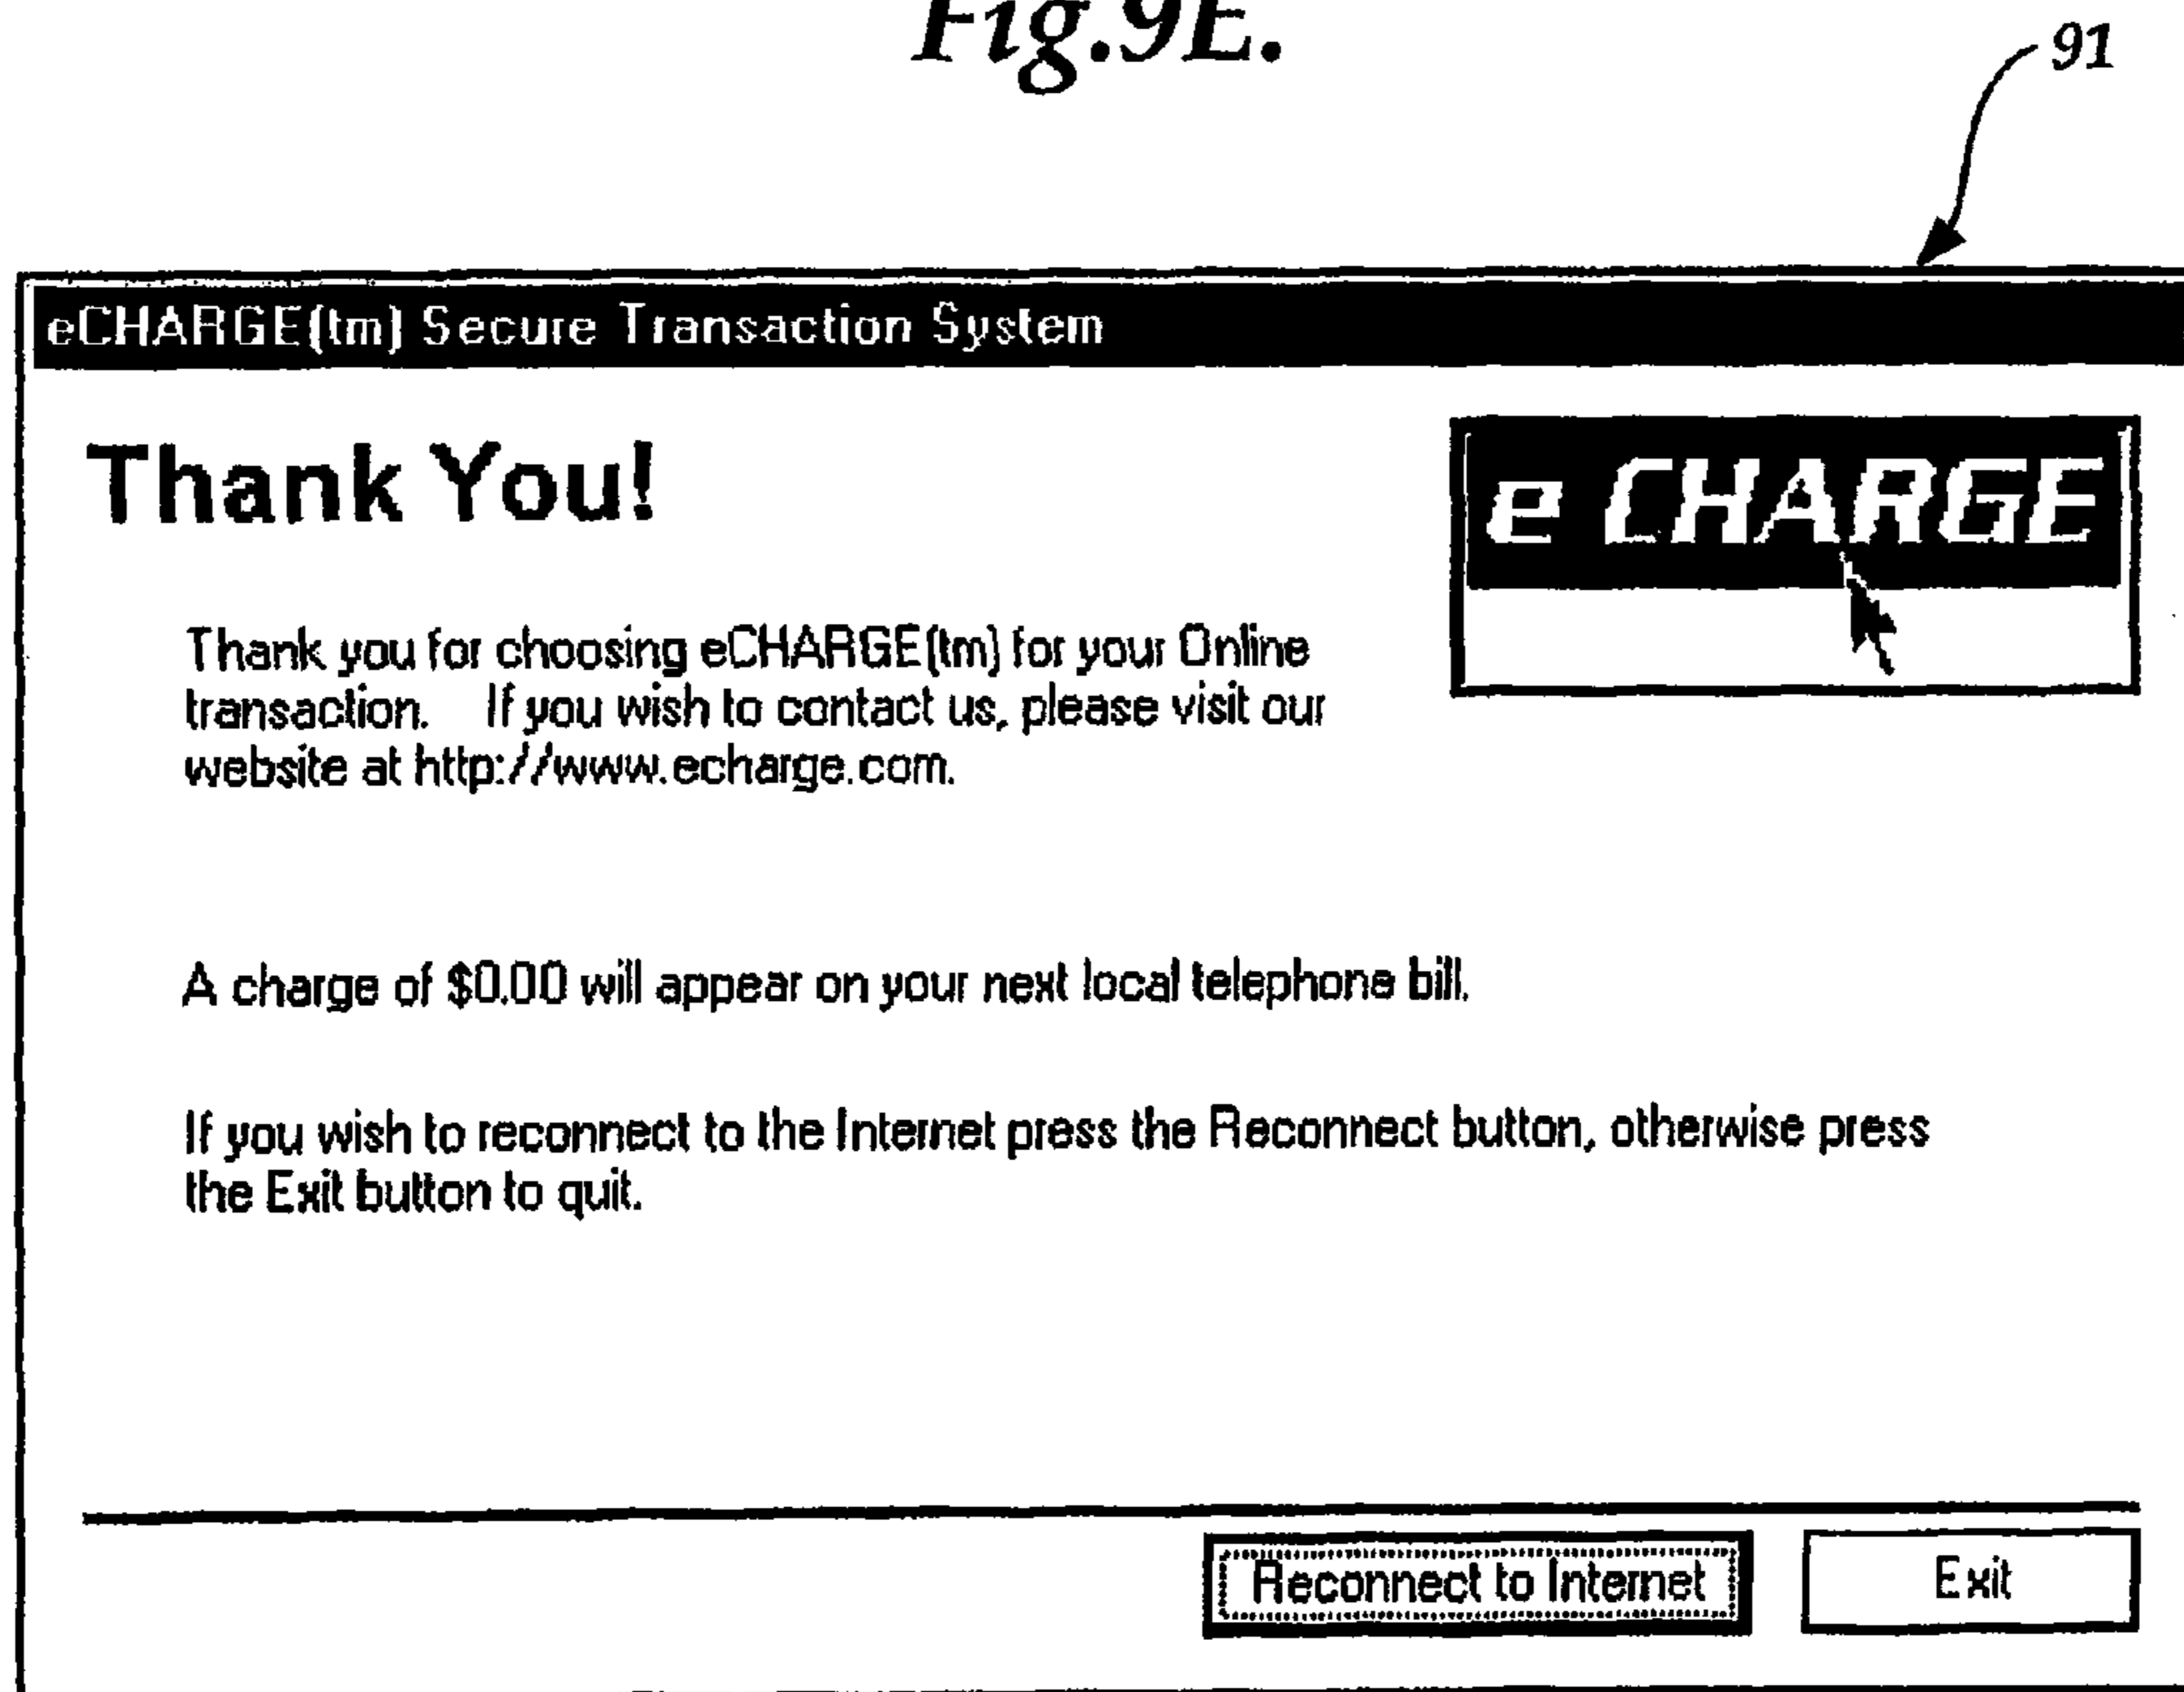 Fig.9E.
91
eCHARGE(tm) Secure Transaction System
Thank You!
e CHARGE
Thank you for choosing eCHARGE(tm) for your Online
transaction. If you wish to contact us, please visit our
website at http://www.echarge.com.
A charge of $0.00 will appear on your next local telephone bill.
If you wish to reconnect to the Internet press the Reconnect button, otherwise press
the Exit button to quit.
Reconnect to Internet
Exit